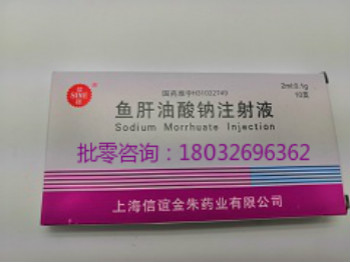 SINE
国药准字H31022749
2ml:0.1g
10支
鱼肝油酸钠注射液
Sodium Morrhuate Injection
批零咨询：18032696362
上海信谊金朱药业有限公司